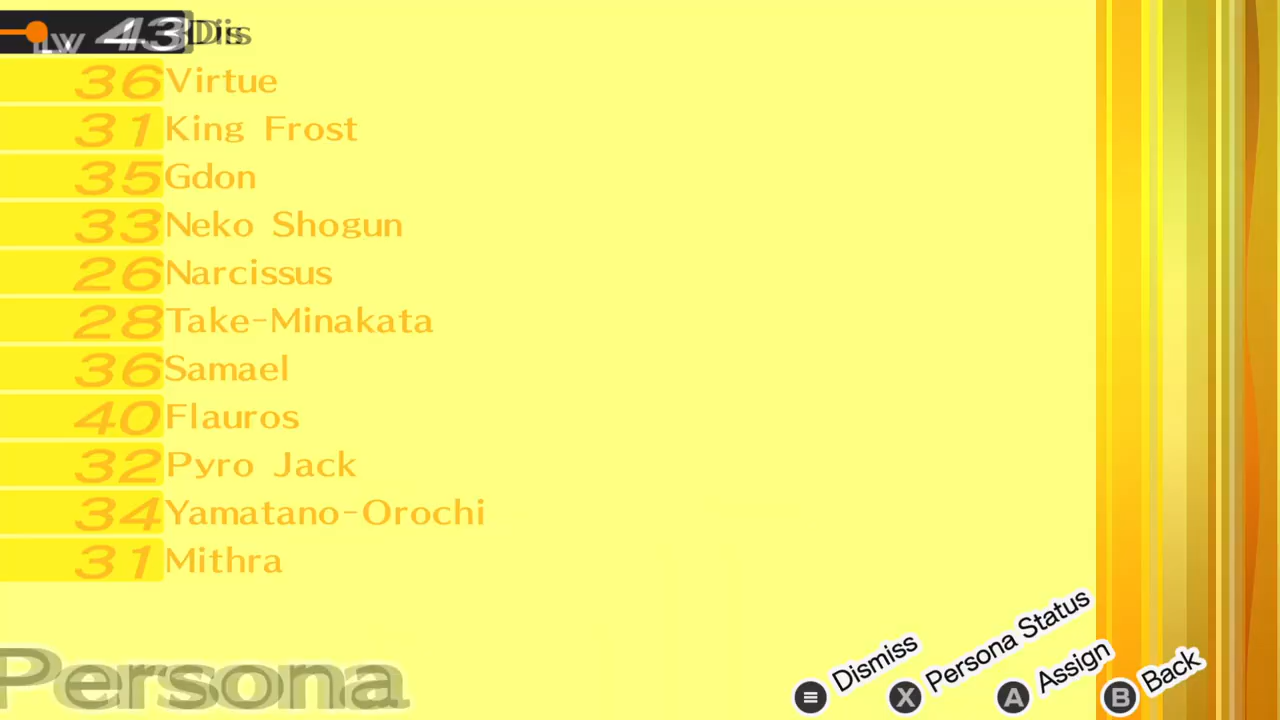 Lv 43 Dis
36 Virtue
31 King Frost
35 Gdon
33 Neko Shogun
26 Narcissus
28 Take-Minakata
36 Samael
40 Flauros
32 Pyro Jack
34 Yamatano-Orochi
31 Mithra
Persona
Dismiss
X Persona Status
A Assign
B Back